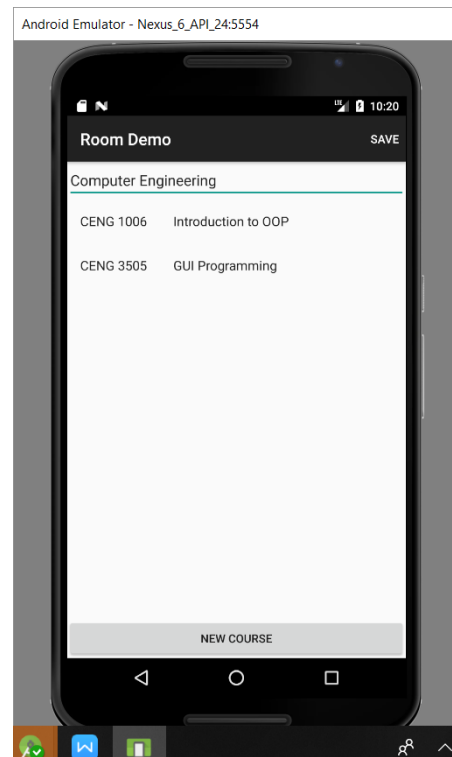 Android Emulator - Nexus_6_API_24:5554
LTE 10:20
Room Demo SAVE
Computer Engineering
CENG 1006 Introduction to OOP
CENG 3505 GUI Programming
NEW COURSE